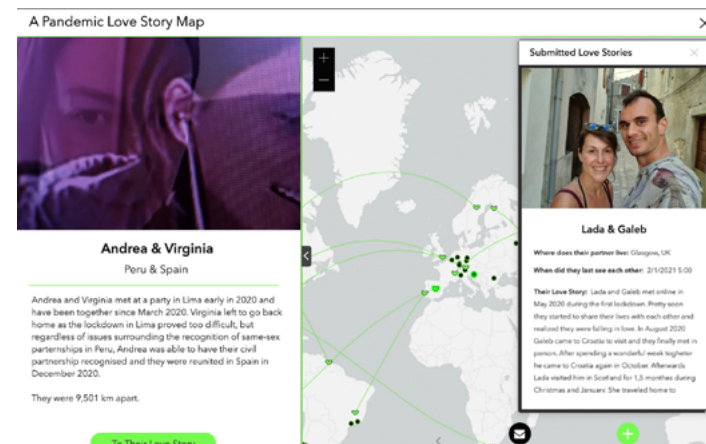 A Pandemic Love Story Map
Andrea & Virginia
Peru & Spain
Andrea and Virginia met at a party in Lima early in 2020 and
have been together since March 2020. Virginia left to go back
home as the lockdown in Lima proved too difficult, but
regardless of issues surrounding the recognition of same-sex
parternships in Peru, Andrea was able to have their civil
partnership recognised and they were reunited in Spain in
December 2020.
They were 9,501 km apart.
To Their Love Story
Submitted Love Stories
Lada & Galeb
Where does their partner live: Glasgow, UK
When did they last see each other: 2/1/2021 5:00
Their Love Story: Lada and Galeb met online in
May 2020 during the first lockdown. Pretty soon
they started to share their lives with each other and
realized they were falling in love. In August 2020
Galeb came to Croatia to visit and they finally met in
person. After spending a wonderful week togheter
he came to Croatia again in October. Afterwards
Lada visited him in Scotland for 1,5 monthes during
Christmas and January. She traveled home to